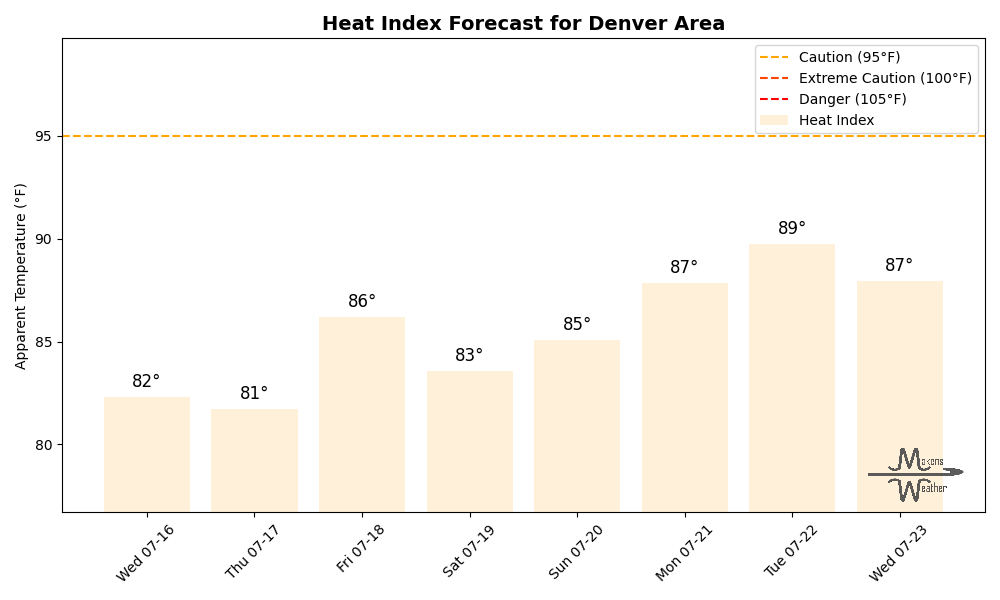 Heat Index Forecast for Denver Area
Caution (95°F)
Extreme Caution (100°F)
Danger (105°F)
Heat Index
Apparent Temperature (°F)
95
90
85
80
82°
81°
86°
83°
85°
87°
89°
87°
Wed 07-16
Thu 07-17
Fri 07-18
Sat 07-19
Sun 07-20
Mon 07-21
Tue 07-22
Wed 07-23
Weather